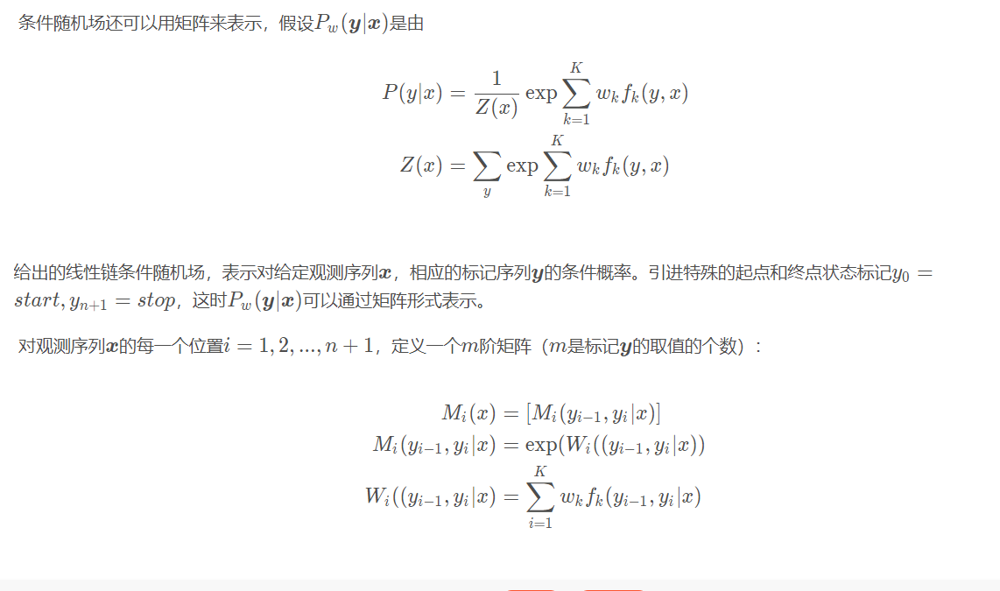 条件随机场还可以用矩阵来表示，假设$P_w(\boldsymbol{y}|\boldsymbol{x})$是由
$P(y|x) = \frac{1}{Z(x)} \exp \sum_{k=1}^{K} w_k f_k(y, x)$
$Z(x) = \sum_{y} \exp \sum_{k=1}^{K} w_k f_k(y, x)$
给出的线性链条件随机场，表示对给定观测序列$\boldsymbol{x}$，相应的标记序列$\boldsymbol{y}$的条件概率。引进特殊的起点和终点状态标记$y_0 =$
$start, y_{n+1} = stop$，这时$P_w(\boldsymbol{y}|\boldsymbol{x})$可以通过矩阵形式表示。
对观测序列$\boldsymbol{x}$的每一个位置$i = 1, 2, ..., n + 1$，定义一个$m$阶矩阵（$m$是标记$\boldsymbol{y}$的取值的个数）：
$M_i(x) = [M_i(y_{i-1}, y_i|x)]$
$M_i(y_{i-1}, y_i|x) = \exp(W_i((y_{i-1}, y_i|x))$
$W_i((y_{i-1}, y_i|x) = \sum_{i=1}^{K} w_k f_k(y_{i-1}, y_i|x)$